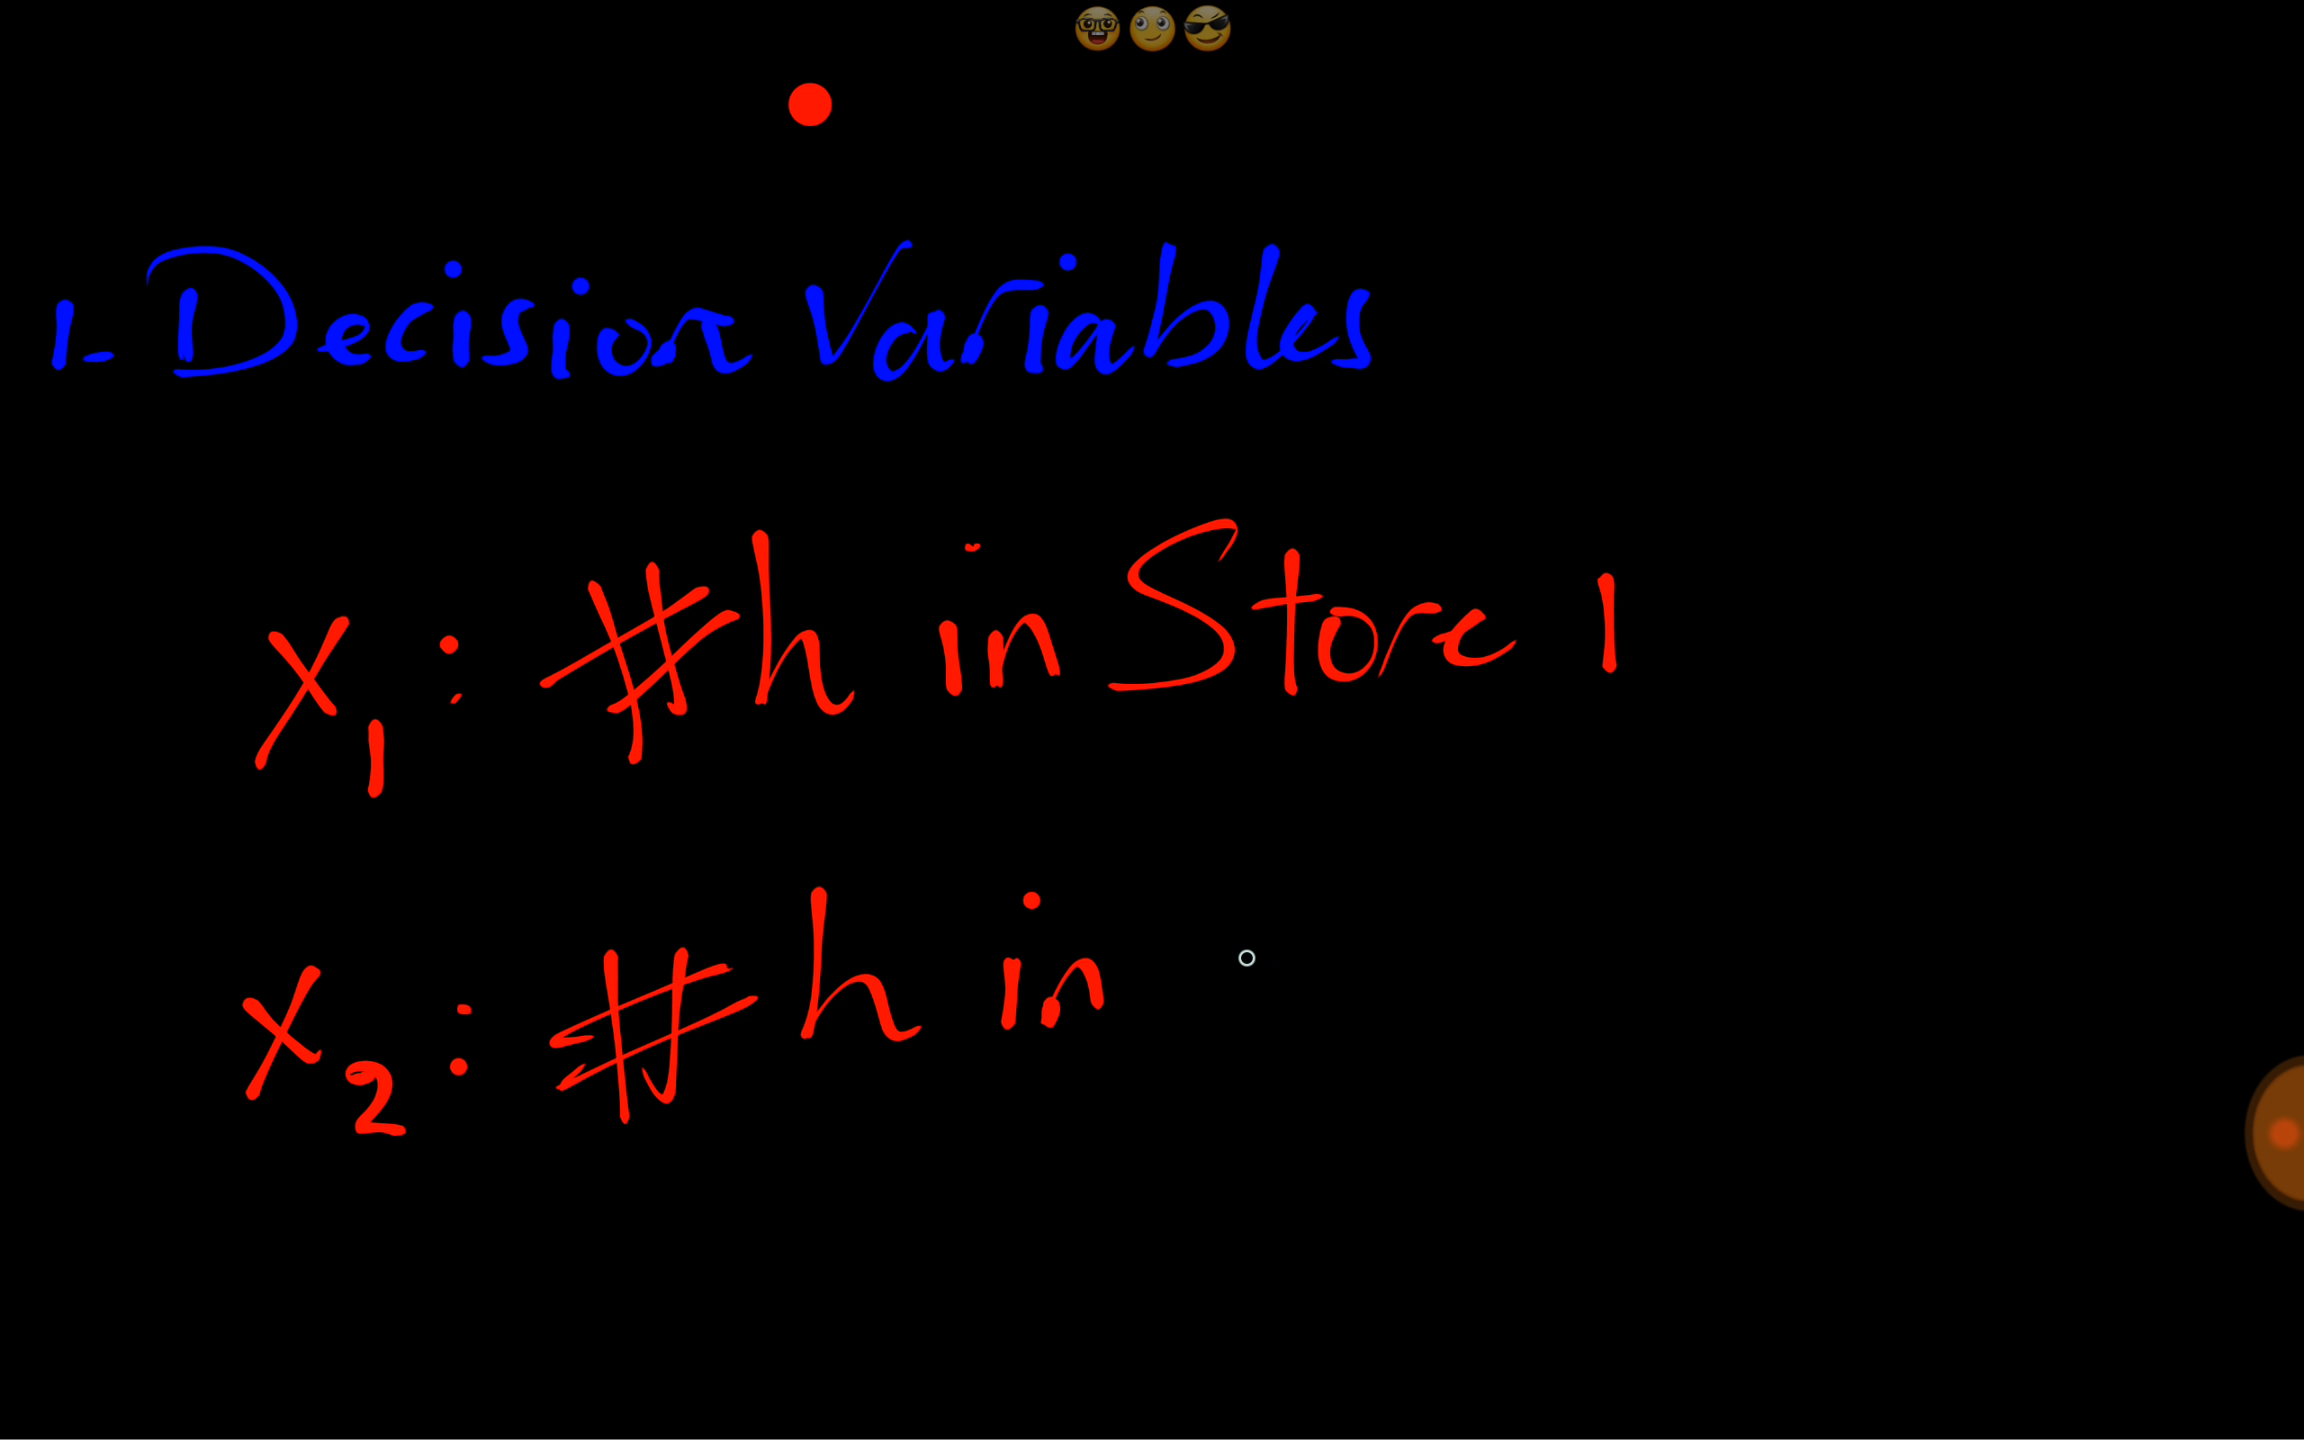 1. Decision Variables
X₁: #h in Store 1
X₂: #h in